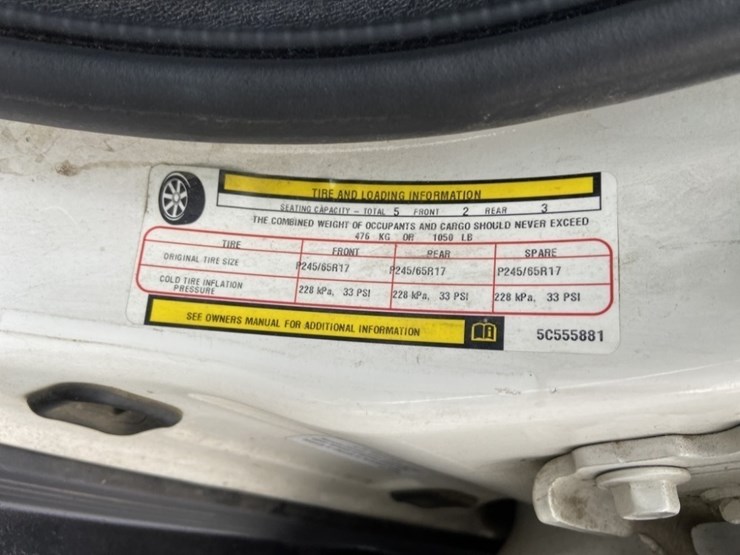 TIRE AND LOADING INFORMATION
SEATING CAPACITY - TOTAL 5 FRONT 2 REAR 3
THE COMBINED WEIGHT OF OCCUPANTS AND CARGO SHOULD NEVER EXCEED
476 KG OR 1050 LB
TIRE FRONT REAR SPARE
ORIGINAL TIRE SIZE P245/65R17 P245/65R17 P245/65R17
COLD TIRE INFLATION
PRESSURE 228 kPa, 33 PSI 228 kPa, 33 PSI 228 kPa, 33 PSI
SEE OWNERS MANUAL FOR ADDITIONAL INFORMATION
5C555881